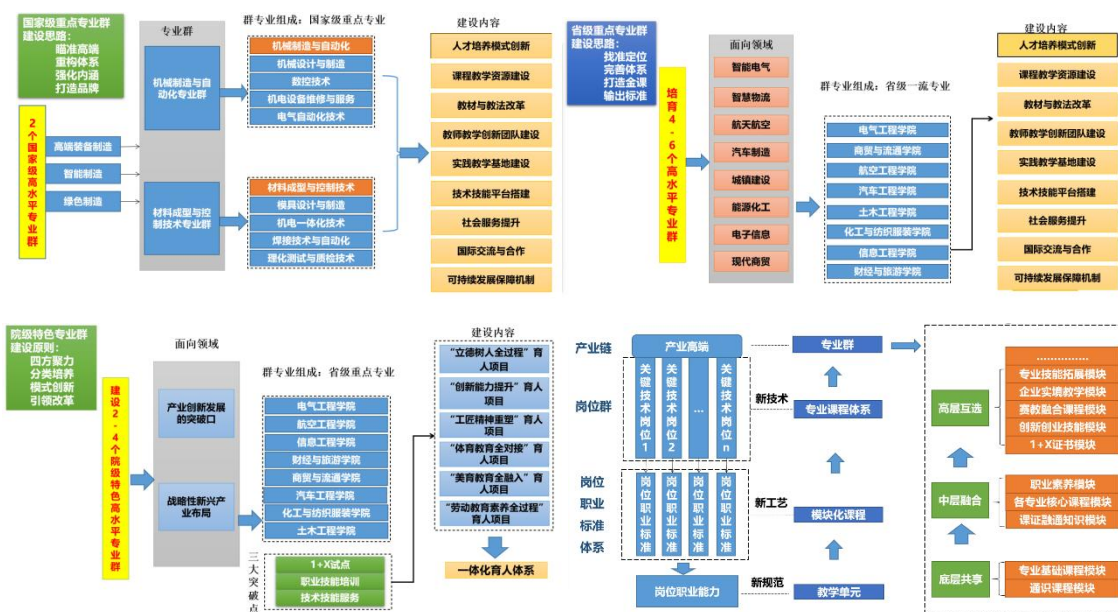 国家级重点专业群
建设思路:
瞄准高端
重构体系
强化内涵
打造品牌
2个国家级高水平专业群
高端装备制造
智能制造
绿色制造
专业群
机械制造与自
动化专业群
材料成型与控
制技术专业群
群专业组成:国家级重点专业
机械制造与自动化
机械设计与制造
数控技术
机电设备维修与服务
电气自动化技术
材料成型与控制技术
模具设计与制造
机电一体化技术
焊接技术与自动化
理化测试与质检技术
建设内容
人才培养模式创新
课程教学资源建设
教材与教法改革
教师教学创新团队建设
实践教学基地建设
技术技能平台搭建
社会服务提升
国际交流与合作
可持续发展保障机制
省级重点专业群
建设思路:
找准定位
完善体系
打造金课
输出标准
培育4-6个高水平专业群
面向领域
智能电气
智慧物流
航天航空
汽车制造
城镇建设
能源化工
电子信息
现代商贸
群专业组成:省级一流专业
电气工程学院
商贸与流通学院
航空工程学院
汽车工程学院
土木工程学院
化工与纺织服装学院
信息工程学院
财经与旅游学院
建设内容
人才培养模式创新
课程教学资源建设
教材与教法改革
教师教学创新团队建设
实践教学基地建设
技术技能平台搭建
社会服务提升
国际交流与合作
可持续发展保障机制
院级特色专业群
建设原则:
四方聚力
分类培养
模式创新
引领改革
建设2-4个院级特色高水平专业群
面向领域
产业创新发展
的突破口
战略性新兴产
业布局
群专业组成:省级重点专业
电气工程学院
航空工程学院
信息工程学院
财经与旅游学院
商贸与流通学院
汽车工程学院
化工与纺织服装学院
土木工程学院
三大突破点
1+X试点
职业技能培训
技术技能服务
建设内容
“立德树人全过程”育
人项目
“创新能力提升”育人
项目
“工匠精神重塑”育人
项目
“体育教育全对接”育
人项目
“美育教育全融入”育
人项目
“劳动教育素养全过程”
育人项目
一体化育人体系
产业链
岗位群
岗位
职业
标准
体系
产业高端
关键技术岗位1
关键技术岗位2
…
关键技术岗位n
岗位职业标准
岗位职业标准
岗位职业标准
岗位职业标准
岗位职业能力
新技术
新工艺
新规范
专业群
专业课程体系
模块化课程
教学单元
高层互选
中层融合
底层共享
……………
专业技能拓展模块
企业实境教学模块
赛教融合课程模块
创新创业技能模块
1+X证书模块
职业素养模块
各专业核心课程模块
课证融通知识模块
专业基础课程模块
通识课程模块